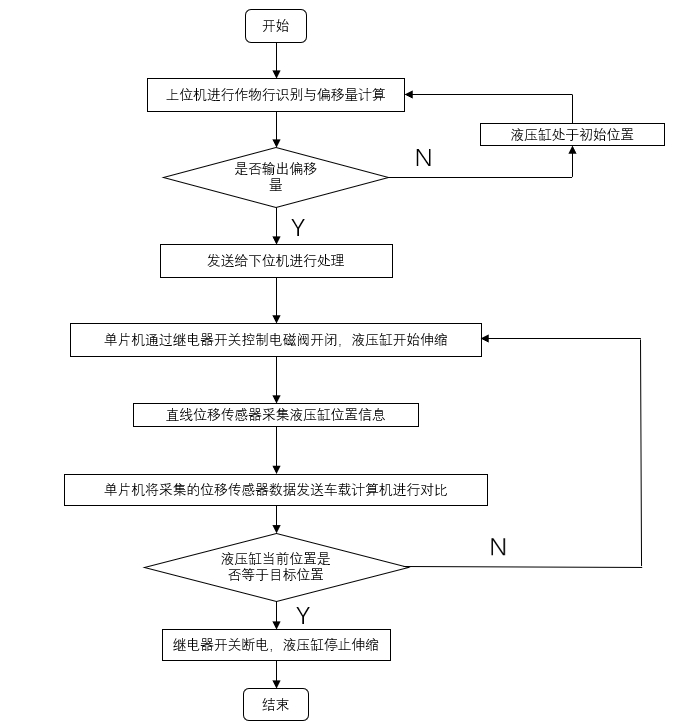 开始
上位机进行作物行识别与偏移量计算
液压缸处于初始位置
是否输出偏移
量
N
Y
发送给下位机进行处理
单片机通过继电器开关控制电磁阀开闭，液压缸开始伸缩
直线位移传感器采集液压缸位置信息
单片机将采集的位移传感器数据发送车载计算机进行对比
液压缸当前位置是
否等于目标位置
N
Y
继电器开关断电，液压缸停止伸缩
结束